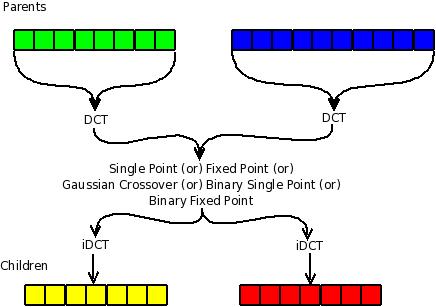 Parents
DCT
DCT
Single Point (or) Fixed Point (or)
Gaussian Crossover (or) Binary Single Point (or)
Binary Fixed Point
iDCT
iDCT
Children